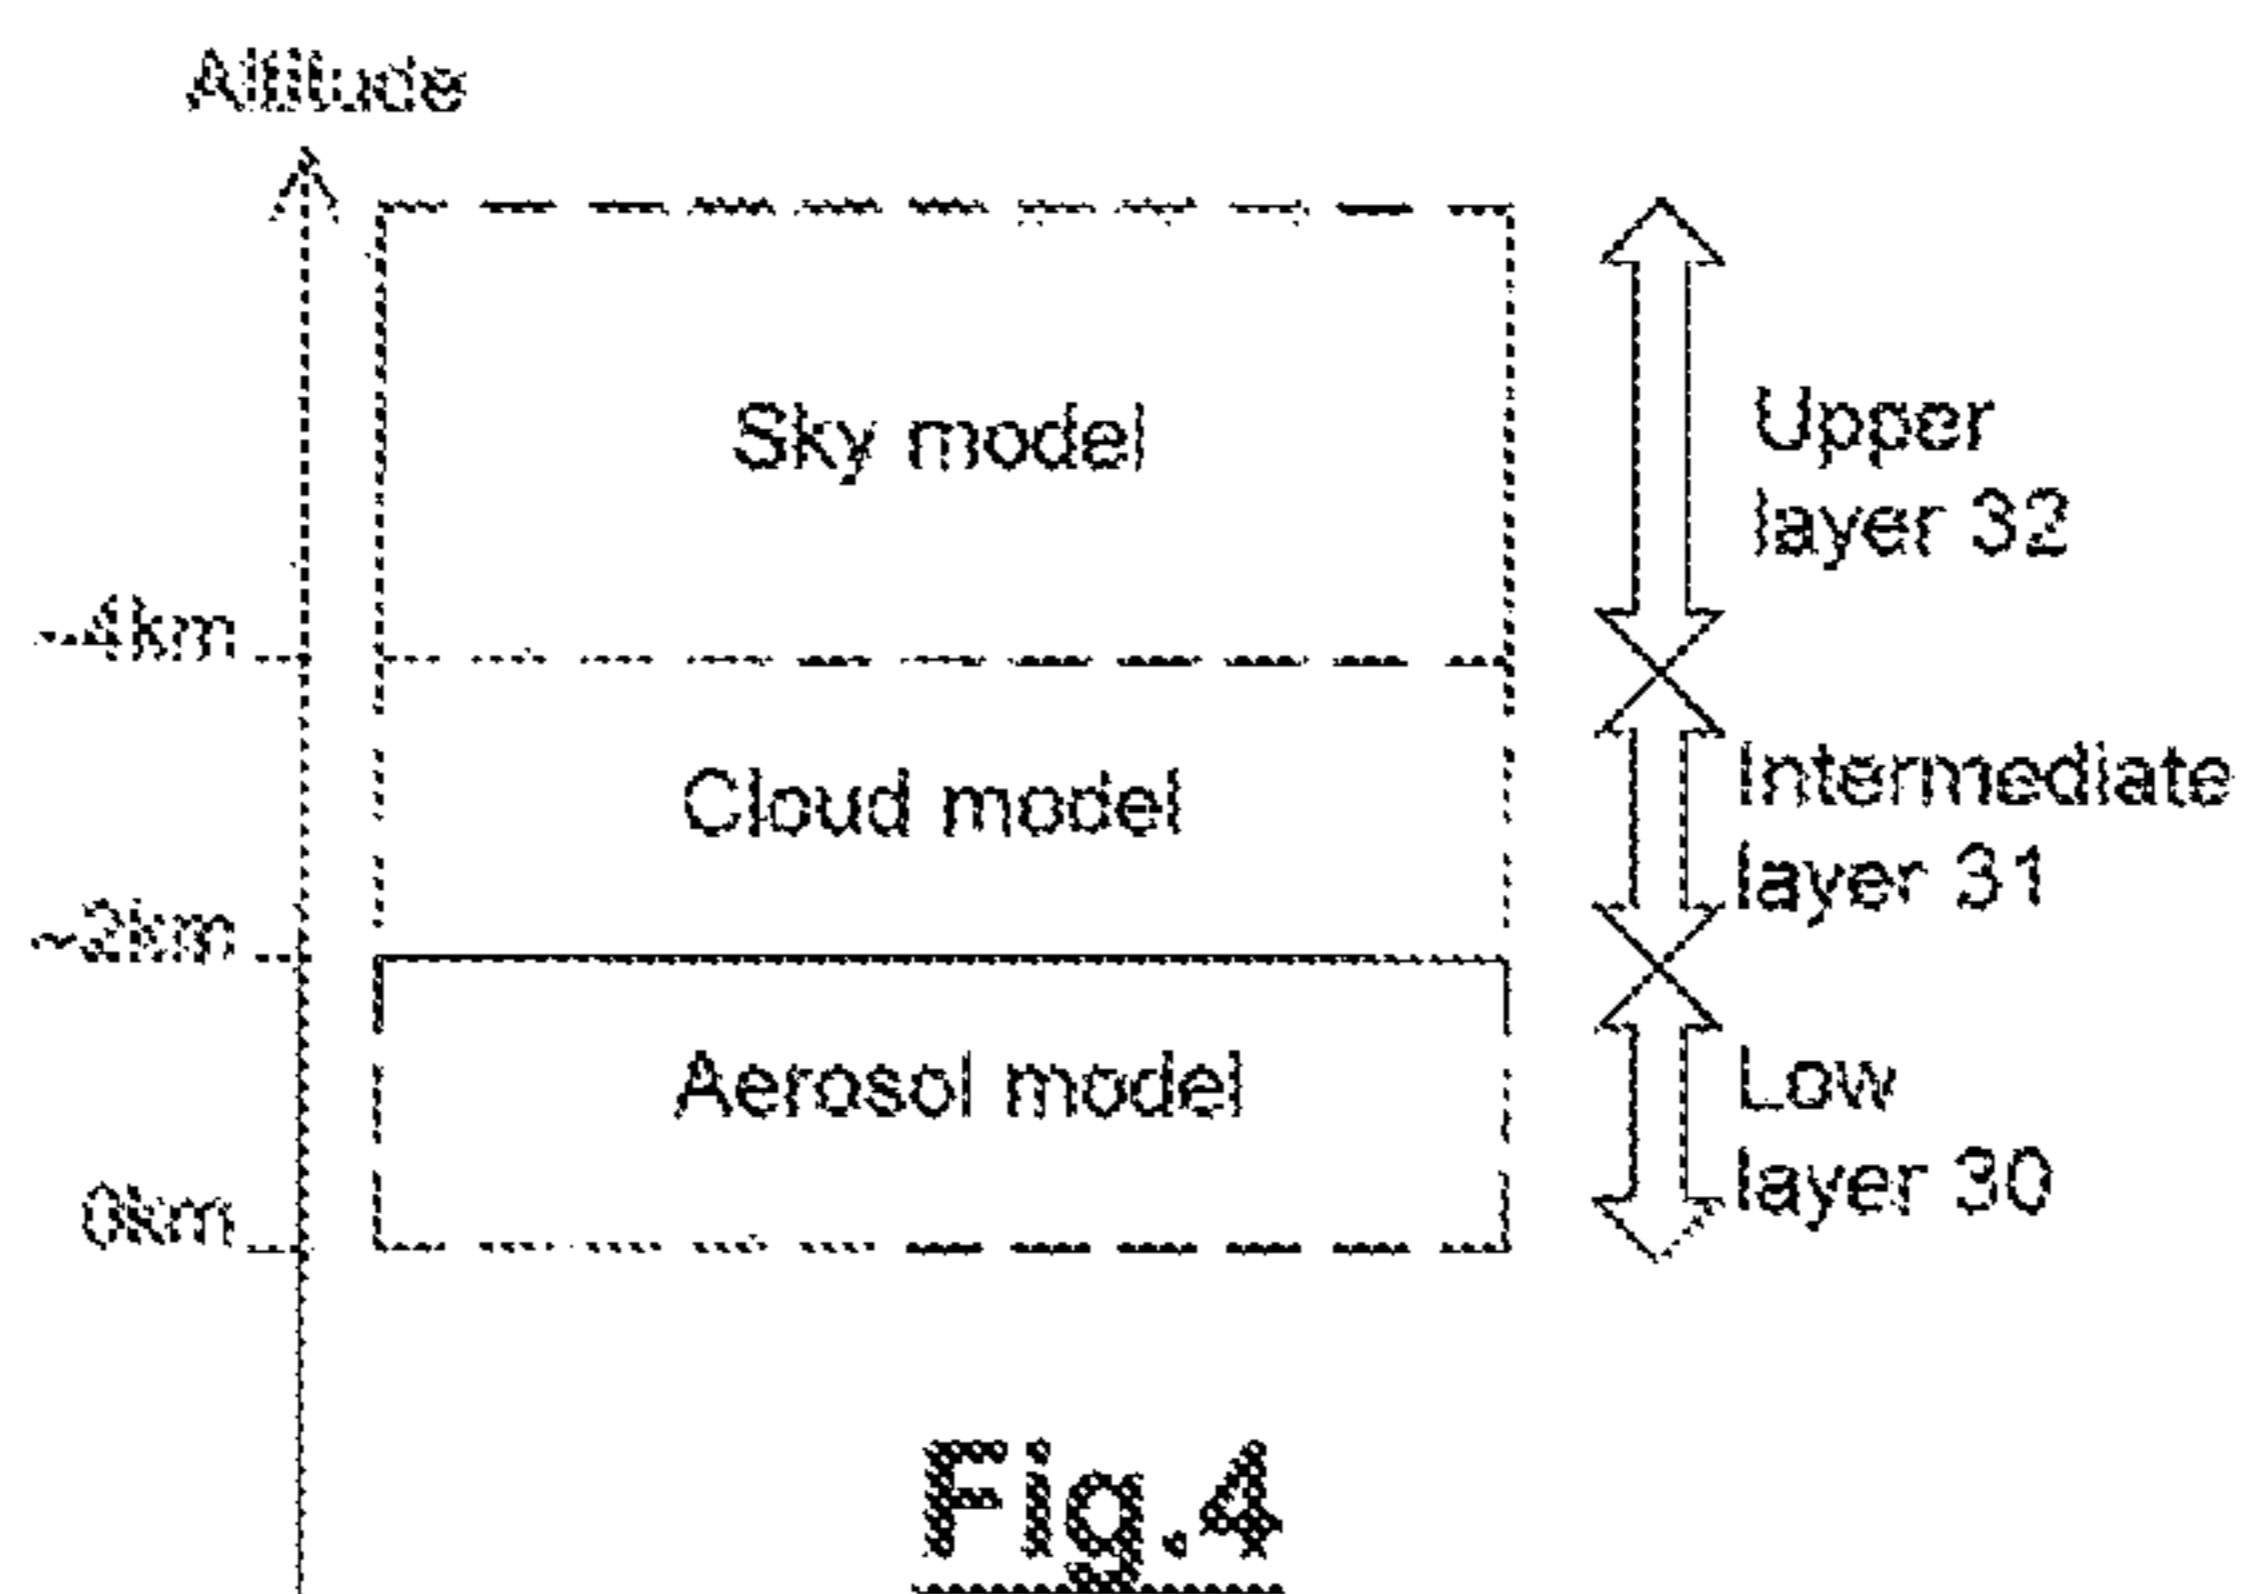 Altitude
Sky model
Upper
layer 32
~4km
Cloud model
Intermediate
layer 31
~2km
Aerosol model
Low
layer 30
0km
Fig.4